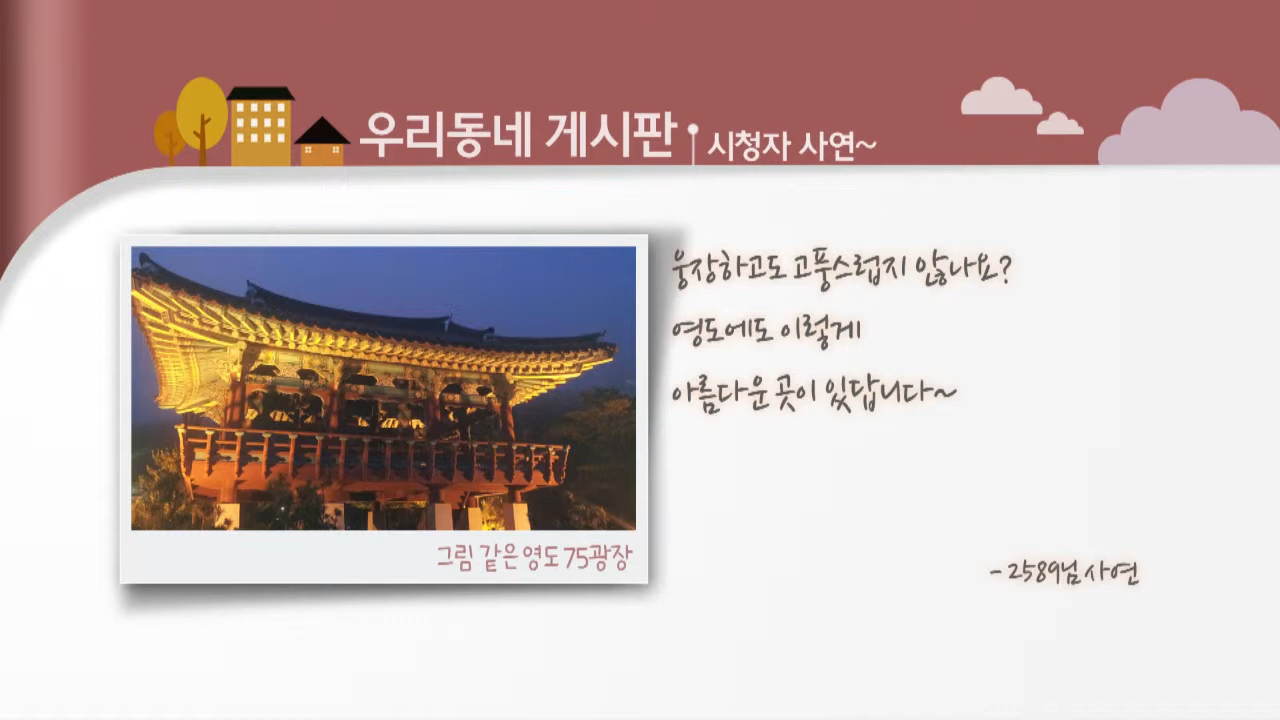 우리동네 게시판
시청자 사연~
웅장하고도 고풍스럽지 않나요?
영도에도 이렇게
아름다운 곳이 있답니다~
그림 같은 영도 75광장
- 2589님 사연